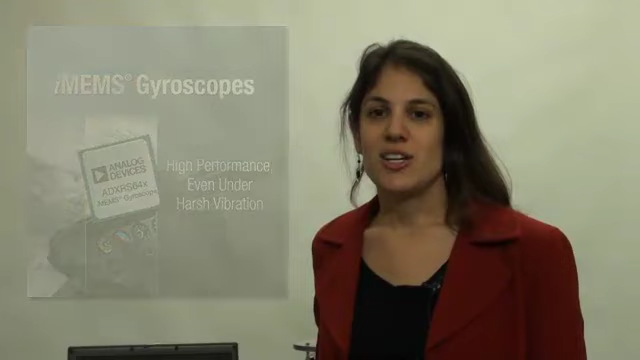 iMEMS® Gyroscopes
ANALOG
DEVICES
ADXRS64x
iMEMS® Gyroscope
High Performance,
Even Under
Harsh Vibration